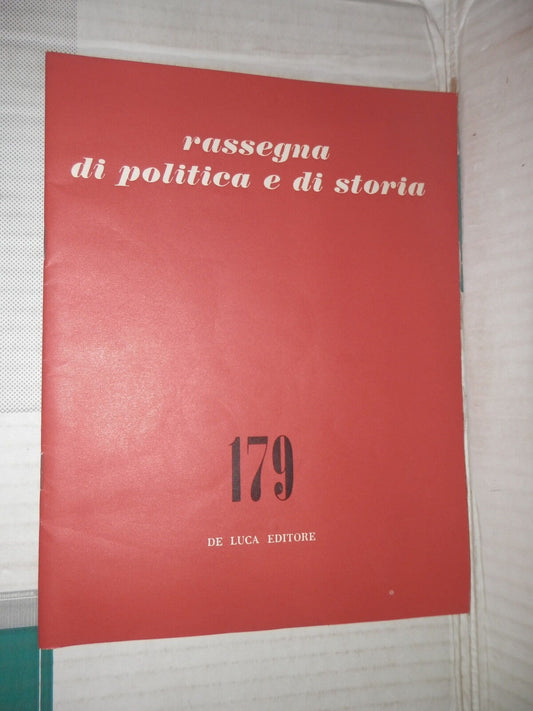 rassegna
di politica e di storia
179
DE LUCA EDITORE